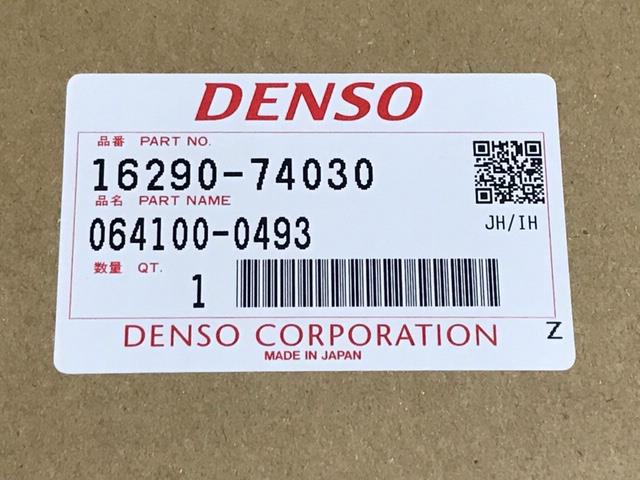 DENSO
品番 PART NO.
16290-74030
品名 PART NAME
064100-0493
JH/IH
数量 QT.
1
DENSO CORPORATION
MADE IN JAPAN
Z